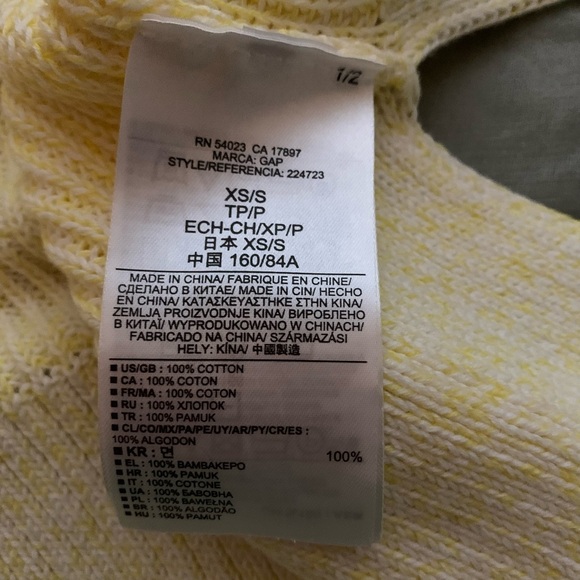 1/2
RN 54023 CA 17897
MARCA: GAP
STYLE/REFERENCIA: 224723
XS/S
TP/P
ECH-CH/XP/P
日本 XS/S
中国 160/84A
MADE IN CHINA/ FABRIQUE EN CHINE/
СДЕЛАНО В КИТАЕ/ MADE IN CIN/ HECHO
EN CHINA/ ΚΑΤΑΣΚΕΥΑΣΤΗΚΕ ΣΤΗΝ ΚΙΝΑ/
ZEMLJA PROIZVODNJE KINA/ ВИРОБЛЕНО
В КИТАЇ/ WYPRODUKOWANO W CHINACH/
FABRICADO NA CHINA/ SZÁRMAZÁSI
HELY: KÍNA/ 中國製造
■ US/GB : 100% COTTON
■ CA : 100% COTON
■ FR/MA : 100% COTON
■ RU : 100% ХЛОПОК
■ TR : 100% PAMUK
■ CL/CO/MX/PA/PE/UY/AR/PY/CR/ES :
100% ALGODON
■ KR : 면 100%
■ EL : 100% ΒΑΜΒΑΚΕΡΟ
■ HR : 100% PAMUK
■ IT : 100% COTONE
■ UA : 100% БАВОВНА
■ PL : 100% BAWEŁNA
■ BR : 100% ALGODÃO
■ HU : 100% PAMUT